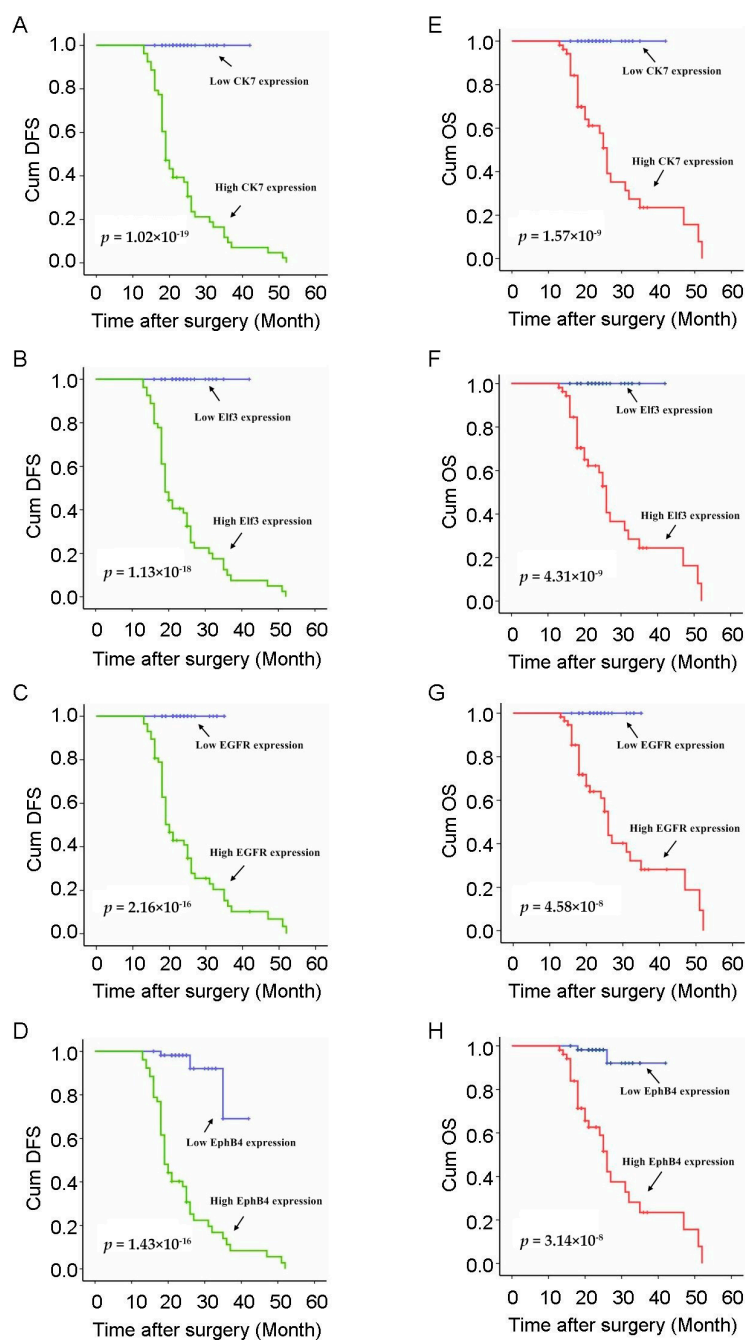 A
Cum DFS
1.0
0.8
0.6
0.4
0.2
0.0
Low CK7 expression
High CK7 expression
p = 1.02×10-19
0 10 20 30 40 50 60
Time after surgery (Month)
E
Cum OS
1.0
0.8
0.6
0.4
0.2
0.0
Low CK7 expression
High CK7 expression
p = 1.57×10-9
0 10 20 30 40 50 60
Time after surgery (Month)
B
Cum DFS
1.0
0.8
0.6
0.4
0.2
0.0
Low Elf3 expression
High Elf3 expression
p = 1.13×10-18
0 10 20 30 40 50 60
Time after surgery (Month)
F
Cum OS
1.0
0.8
0.6
0.4
0.2
0.0
Low Elf3 expression
High Elf3 expression
p = 4.31×10-9
0 10 20 30 40 50 60
Time after surgery (Month)
C
Cum DFS
1.0
0.8
0.6
0.4
0.2
0.0
Low EGFR expression
High EGFR expression
p = 2.16×10-16
0 10 20 30 40 50 60
Time after surgery (Month)
G
Cum OS
1.0
0.8
0.6
0.4
0.2
0.0
Low EGFR expression
High EGFR expression
p = 4.58×10-8
0 10 20 30 40 50 60
Time after surgery (Month)
D
Cum DFS
1.0
0.8
0.6
0.4
0.2
0.0
Low EphB4 expression
High EphB4 expression
p = 1.43×10-16
0 10 20 30 40 50 60
Time after surgery (Month)
H
Cum OS
1.0
0.8
0.6
0.4
0.2
0.0
Low EphB4 expression
High EphB4 expression
p = 3.14×10-8
0 10 20 30 40 50 60
Time after surgery (Month)